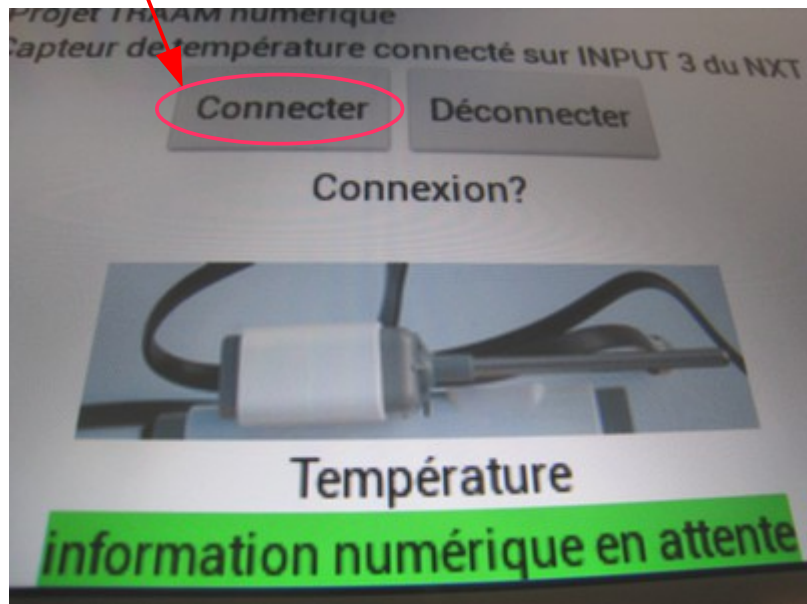 Projet TRAAM numérique
Capteur de température connecté sur INPUT 3 du NXT
Connecter Déconnecter
Connexion?
Température
information numérique en attente